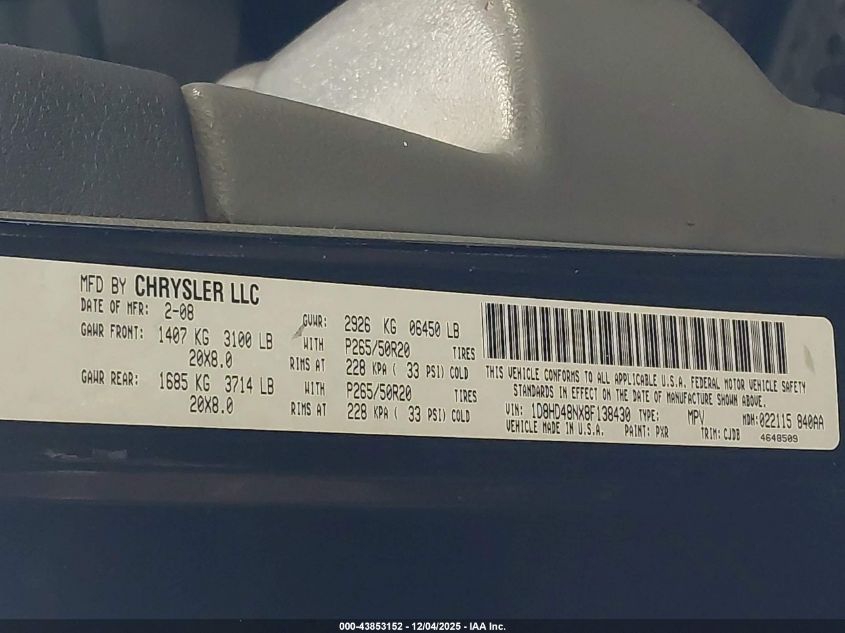 MFD BY CHRYSLER LLC
DATE OF MFR: 2-08
GVWR: 2926 KG 06450 LB
GAWR FRONT: 1407 KG 3100 LB WITH P265/50R20 TIRES
20X8.0 RIMS AT 228 KPA ( 33 PSI) COLD
GAWR REAR: 1685 KG 3714 LB WITH P265/50R20 TIRES
20X8.0 RIMS AT 228 KPA ( 33 PSI) COLD
THIS VEHICLE CONFORMS TO ALL APPLICABLE U.S.A. FEDERAL MOTOR VEHICLE SAFETY
STANDARDS IN EFFECT ON THE DATE OF MANUFACTURE SHOWN ABOVE.
VIN: 1D8HD48NX8F138430 TYPE: MPV MDH:022115 840AA
VEHICLE MADE IN U.S.A. PAINT: PXR TRIM:CJDB 4648509
000-43853152 - 12/04/2025 - IAA Inc.